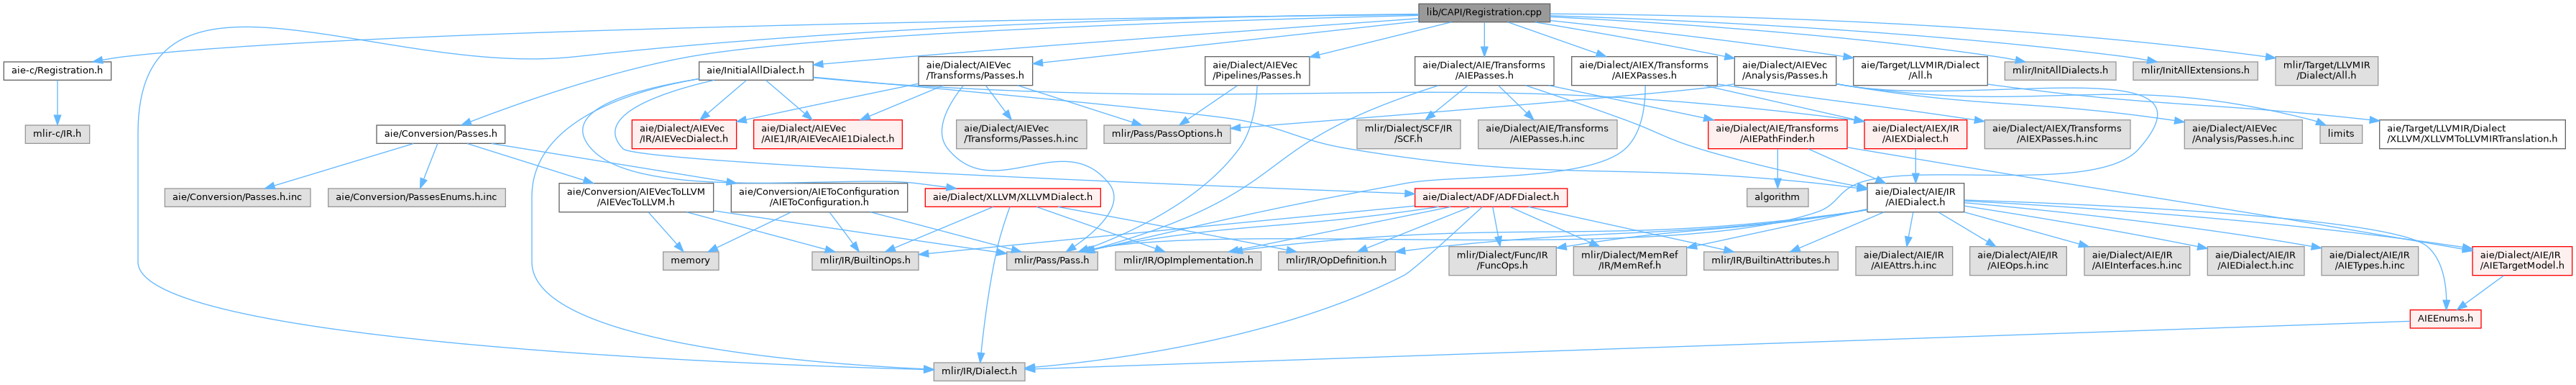 lib/CAPI/Registration.cpp
aie-c/Registration.h
aie/InitialAllDialect.h
aie/Dialect/AIEVec
/Transforms/Passes.h
aie/Dialect/AIEVec
/Pipelines/Passes.h
aie/Dialect/AIE/Transforms
/AIEPasses.h
aie/Dialect/AIEX/Transforms
/AIEXPasses.h
aie/Dialect/AIEVec
/Analysis/Passes.h
aie/Target/LLVMIR/Dialect
/All.h
mlir/InitAllDialects.h
mlir/InitAllExtensions.h
mlir/Target/LLVMIR
/Dialect/All.h
mlir-c/IR.h
aie/Conversion/Passes.h
aie/Dialect/AIEVec
/IR/AIEVecDialect.h
aie/Dialect/AIEVec
/AIE1/IR/AIEVecAIE1Dialect.h
aie/Dialect/AIEVec
/Transforms/Passes.h.inc
mlir/Pass/PassOptions.h
mlir/Dialect/SCF/IR
/SCF.h
aie/Dialect/AIE/Transforms
/AIEPasses.h.inc
aie/Dialect/AIE/Transforms
/AIEPathFinder.h
aie/Dialect/AIEX/IR
/AIEXDialect.h
aie/Dialect/AIEX/Transforms
/AIEXPasses.h.inc
aie/Dialect/AIEVec
/Analysis/Passes.h.inc
limits
aie/Target/LLVMIR/Dialect
/XLLVM/XLLVMToLLVMIRTranslation.h
aie/Conversion/Passes.h.inc
aie/Conversion/PassesEnums.h.inc
aie/Conversion/AIEVecToLLVM
/AIEVecToLLVM.h
aie/Conversion/AIEToConfiguration
/AIEToConfiguration.h
aie/Dialect/XLLVM/XLLVMDialect.h
aie/Dialect/ADF/ADFDialect.h
algorithm
aie/Dialect/AIE/IR
/AIEDialect.h
memory
mlir/IR/BuiltinOps.h
mlir/Pass/Pass.h
mlir/IR/OpImplementation.h
mlir/IR/OpDefinition.h
mlir/Dialect/Func/IR
/FuncOps.h
mlir/Dialect/MemRef
/IR/MemRef.h
mlir/IR/BuiltinAttributes.h
aie/Dialect/AIE/IR
/AIEAttrs.h.inc
aie/Dialect/AIE/IR
/AIEOps.h.inc
aie/Dialect/AIE/IR
/AIEInterfaces.h.inc
aie/Dialect/AIE/IR
/AIEDialect.h.inc
aie/Dialect/AIE/IR
/AIETypes.h.inc
aie/Dialect/AIE/IR
/AIETargetModel.h
AIEEnums.h
mlir/IR/Dialect.h